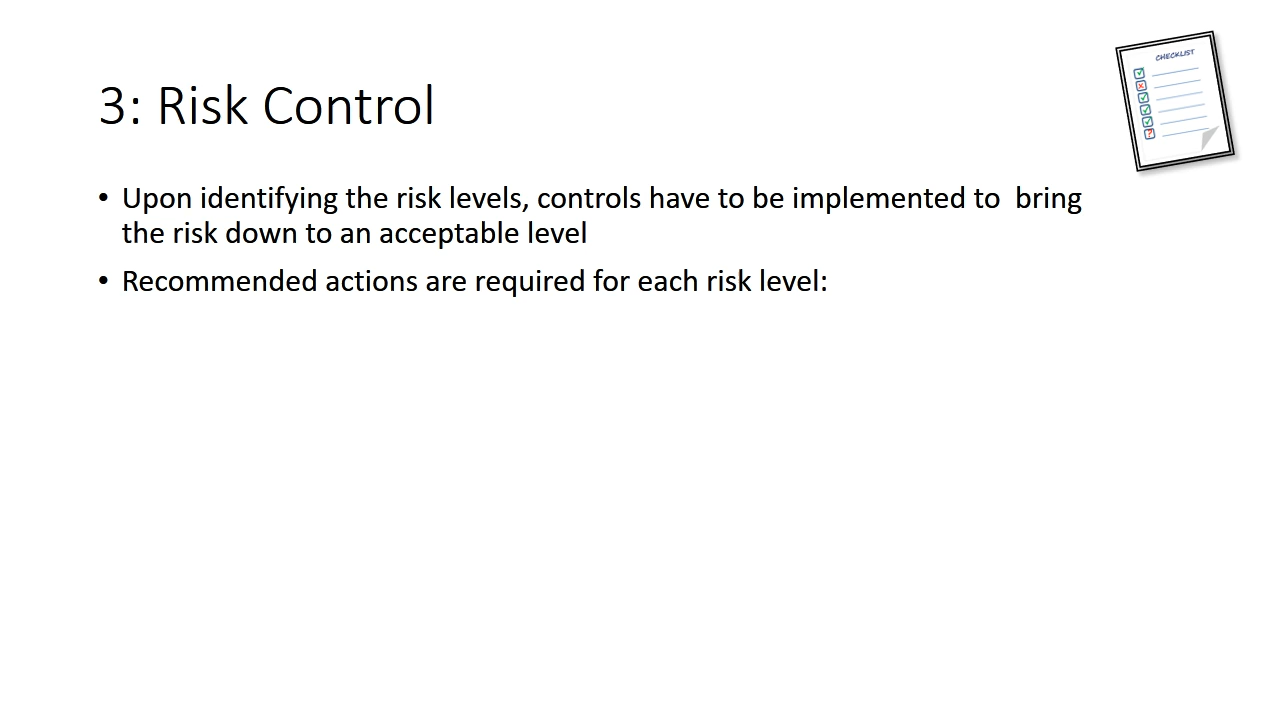 CHECKLIST
3: Risk Control
• Upon identifying the risk levels, controls have to be implemented to  bring
the risk down to an acceptable level
• Recommended actions are required for each risk level: